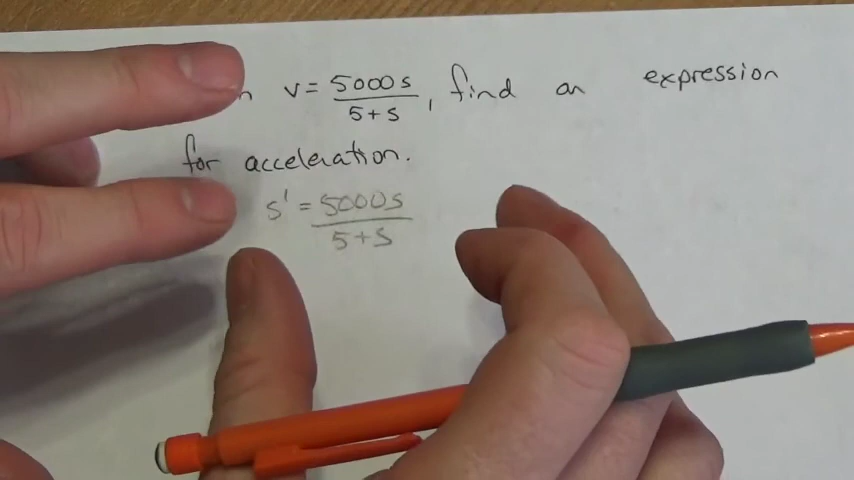 v = 5000s / 5+s , find an expression
for acceleration.
s' = 5000s / 5+s